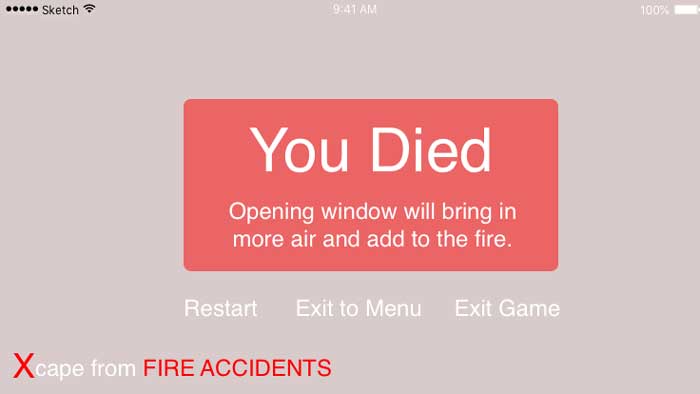 Sketch 9:41 AM 100%
You Died
Opening window will bring in
more air and add to the fire.
Restart Exit to Menu Exit Game
Xcape from FIRE ACCIDENTS